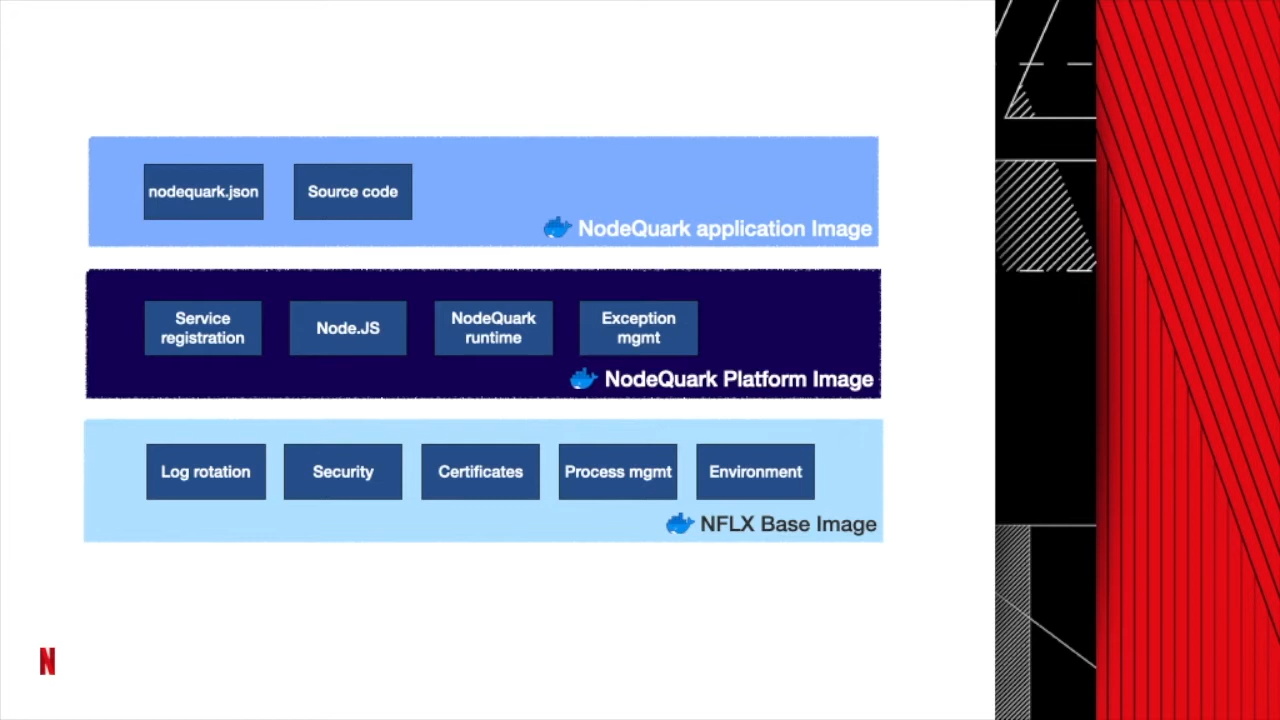 nodequark.json
Source code
NodeQuark application Image
Service
registration
Node.JS
NodeQuark
runtime
Exception
mgmt
NodeQuark Platform Image
Log rotation
Security
Certificates
Process mgmt
Environment
NFLX Base Image
N